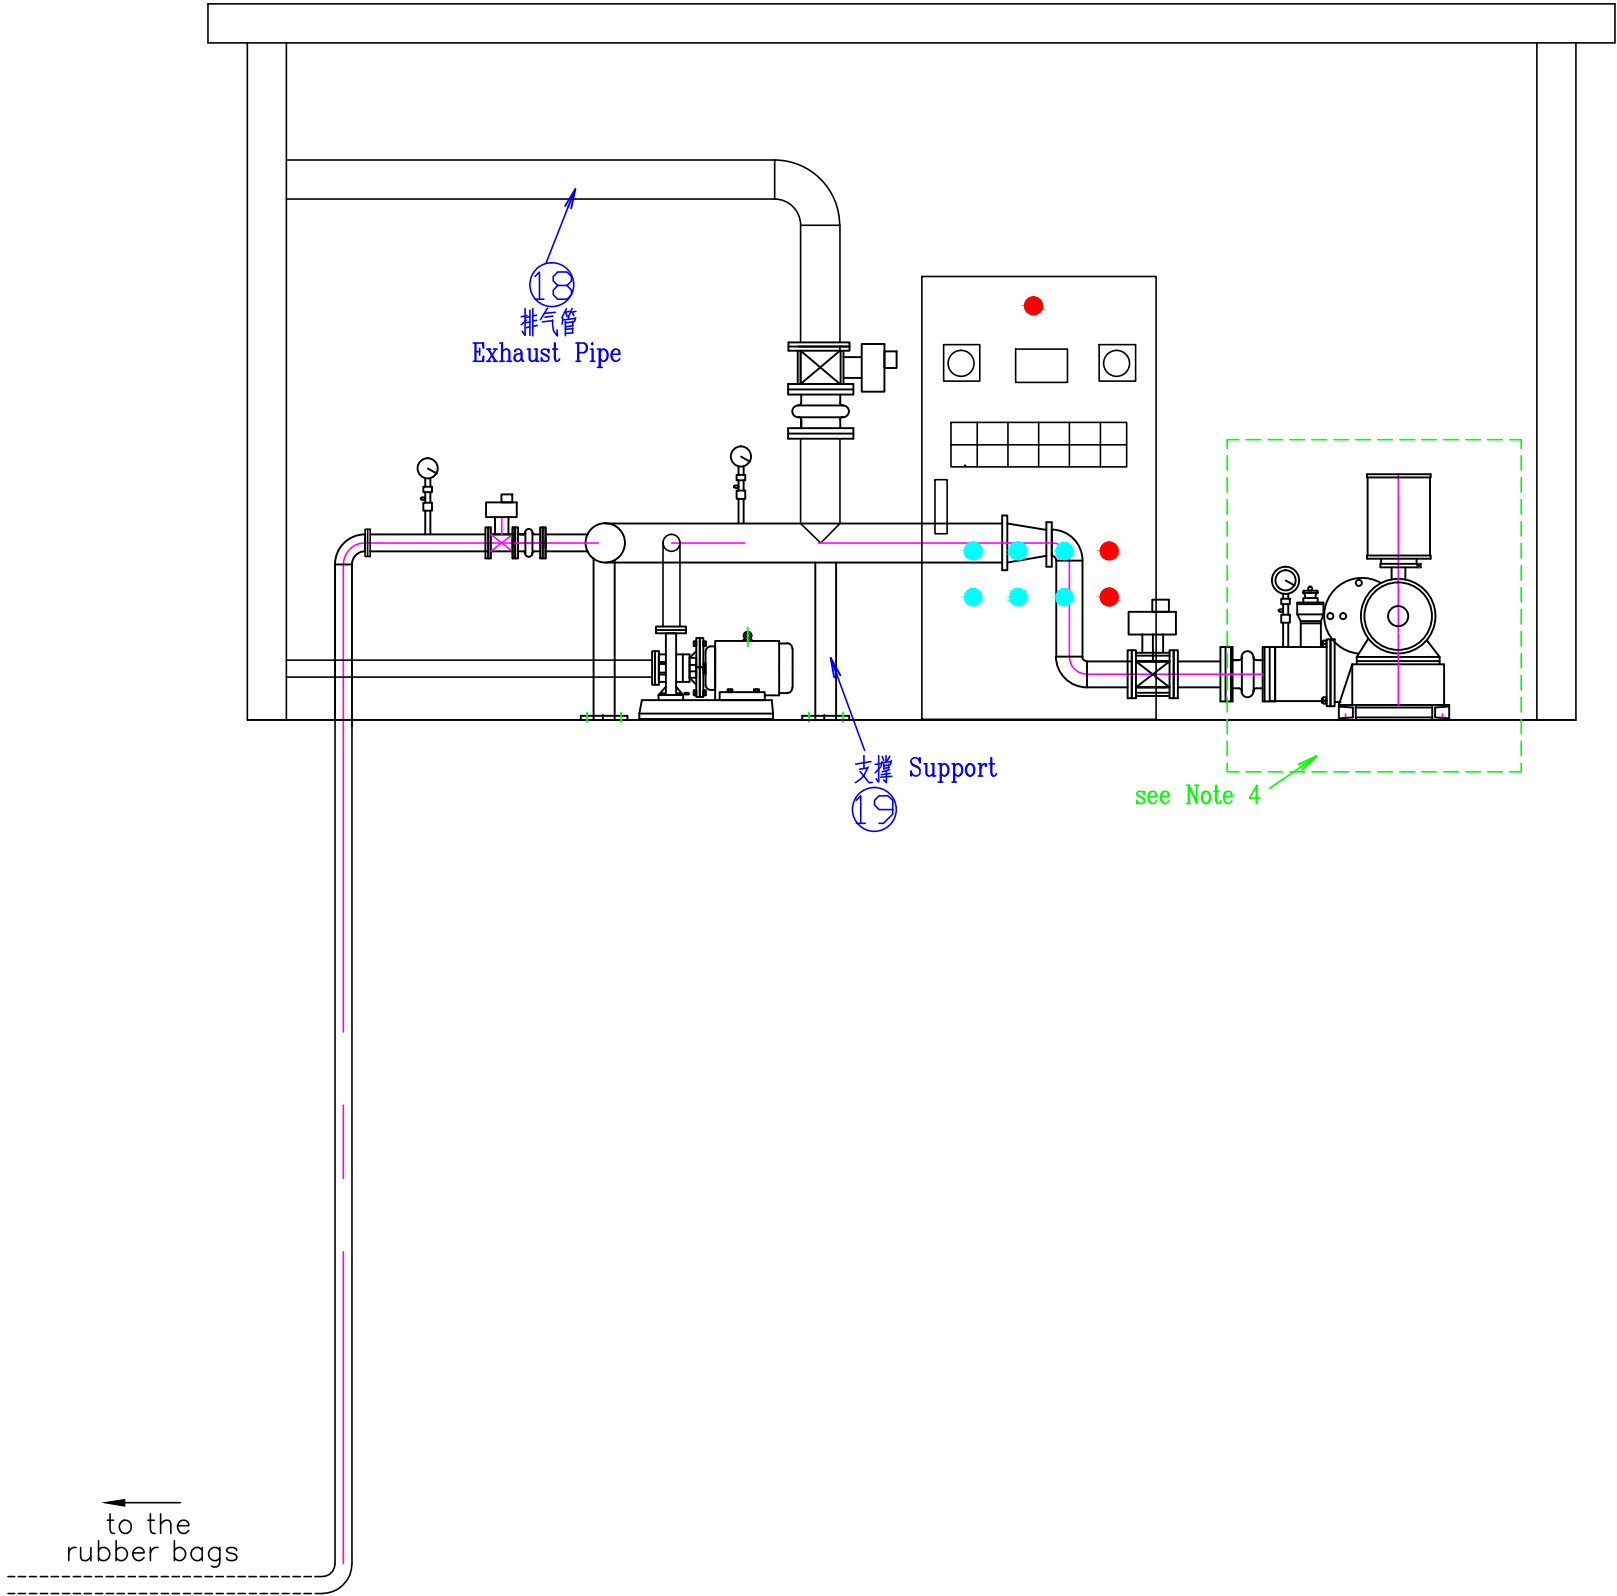 18
排气管
Exhaust Pipe
支撑 Support
19
see Note 4
to the
rubber bags